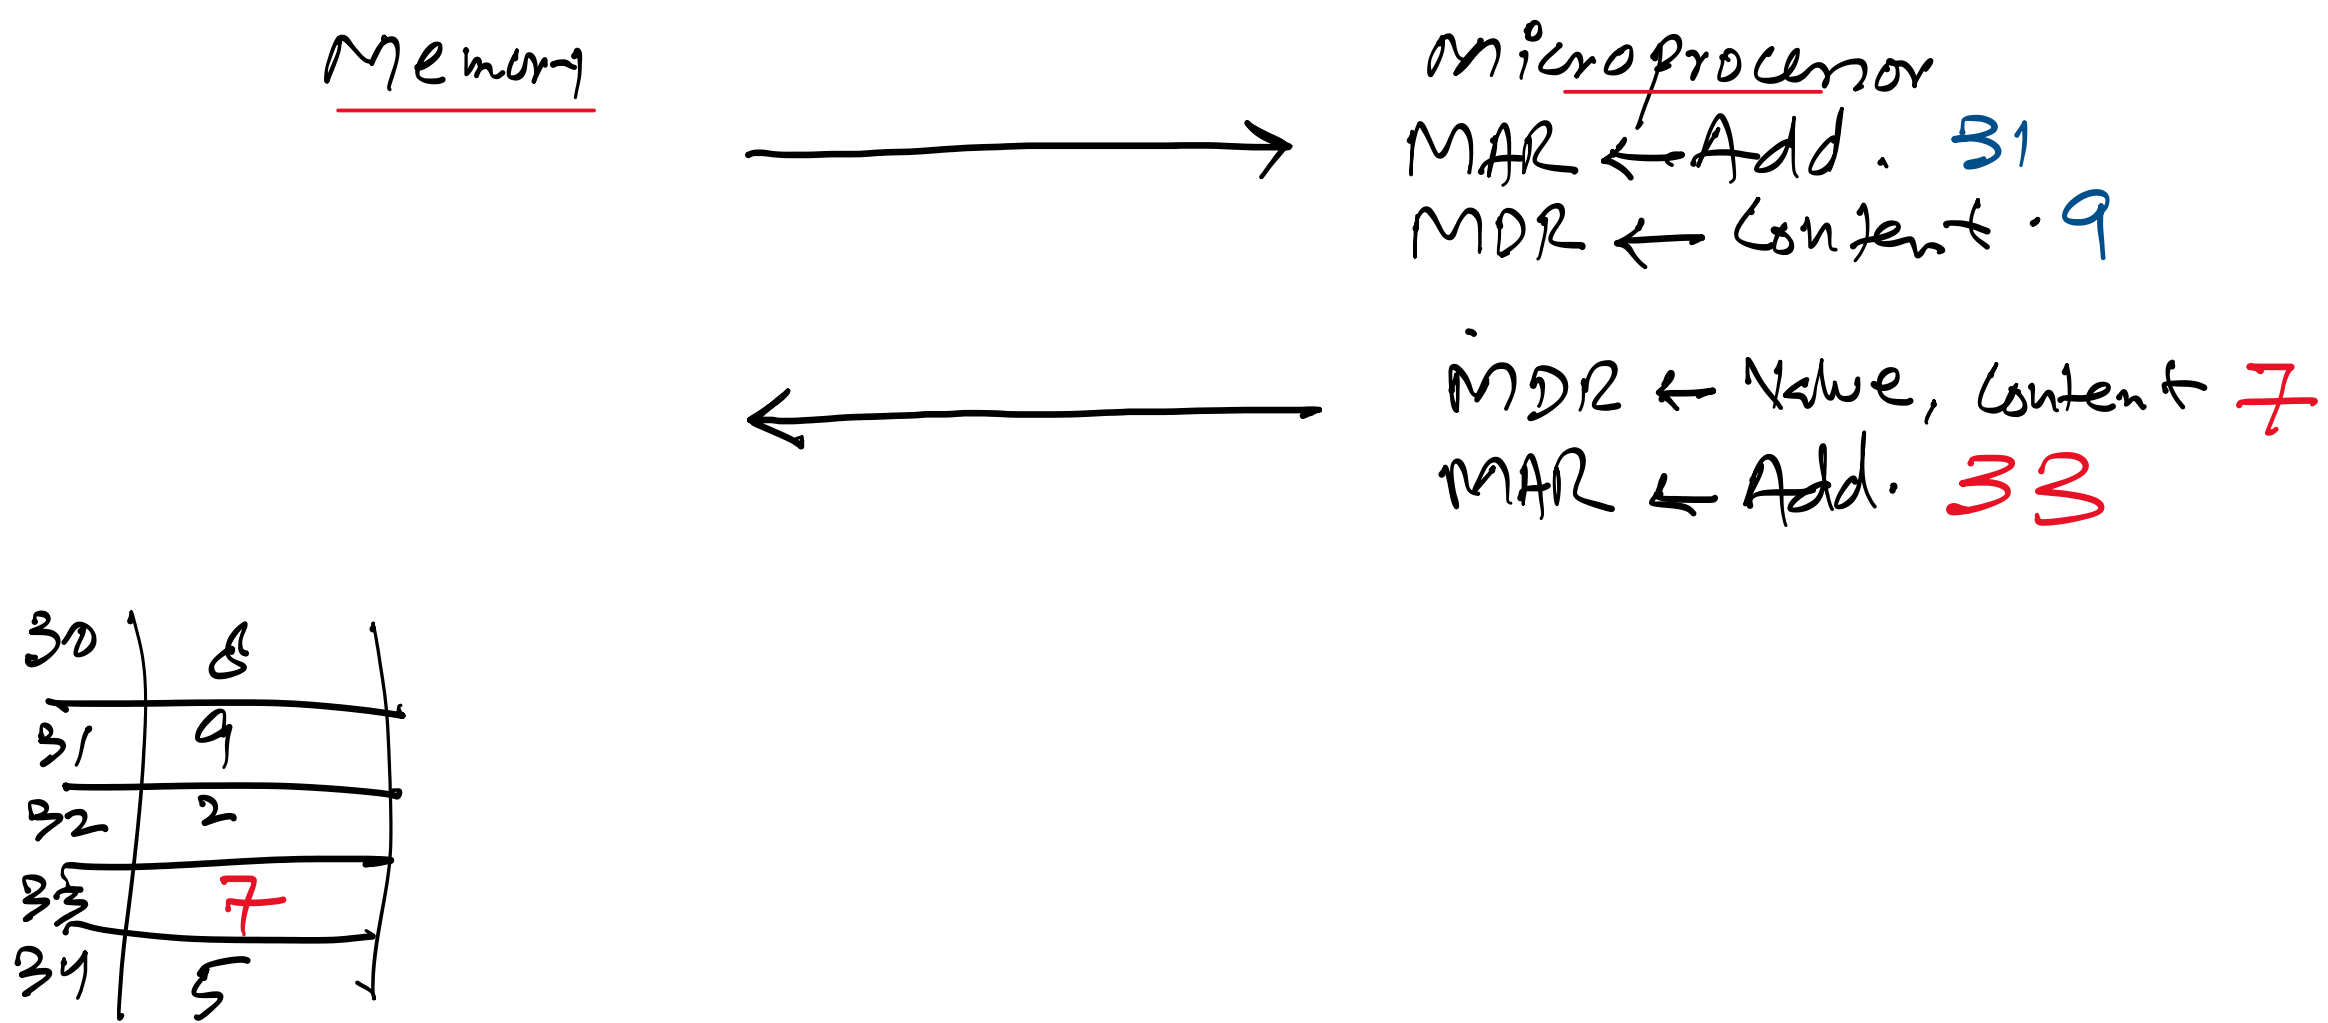 Memory
Microprocessor
MAR ← Add. 31
MDR ← Content. 9
MDR ← Value, Content 7
MAR ← Add. 33
30 8
31 9
32 2
33 7
34 5